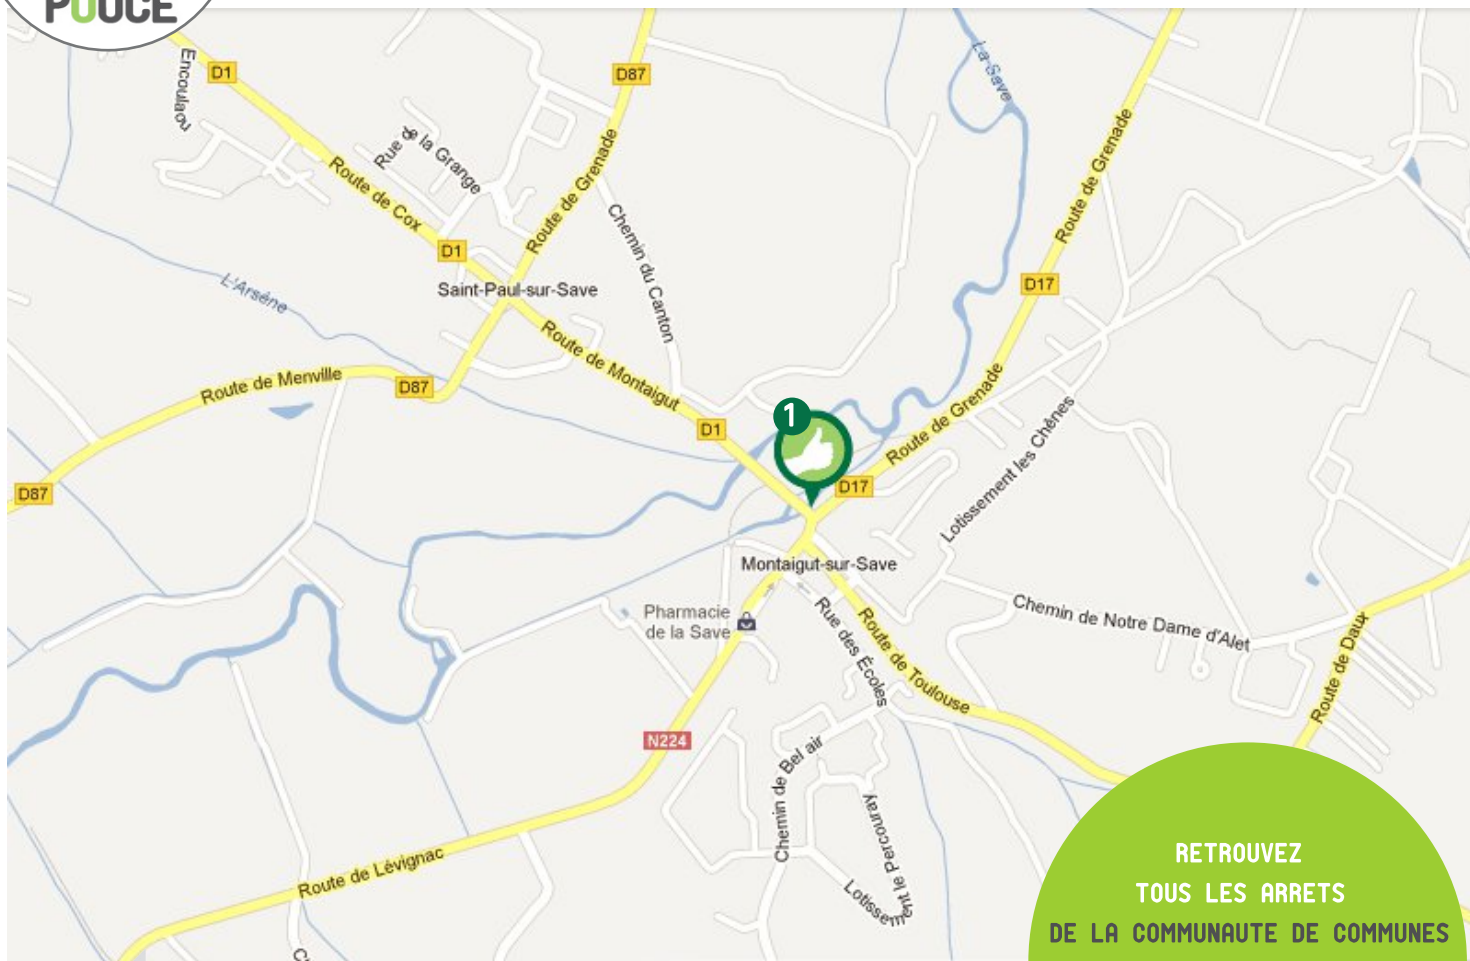 POUCE
D1
Encoulaou
D87
La Save
Rue de la Grange
Route de Cox
Route de Grenade
Route de Grenade
Chemin du Canton
D1
L'Arsène
Saint-Paul-sur-Save
D17
Route de Montaigut
Route de Menville
D87
Route de Grenade
D1
1
Lotissement les Chênes
D87
D17
Montaigut-sur-Save
Pharmacie
de la Save
Rue des Écoles
Route de Toulouse
Chemin de Notre Dame d'Alet
Route de Daux
N224
Chemin de Bel air
Lotissement le Percouray
Route de Lévignac
RETROUVEZ
TOUS LES ARRETS
DE LA COMMUNAUTE DE COMMUNES